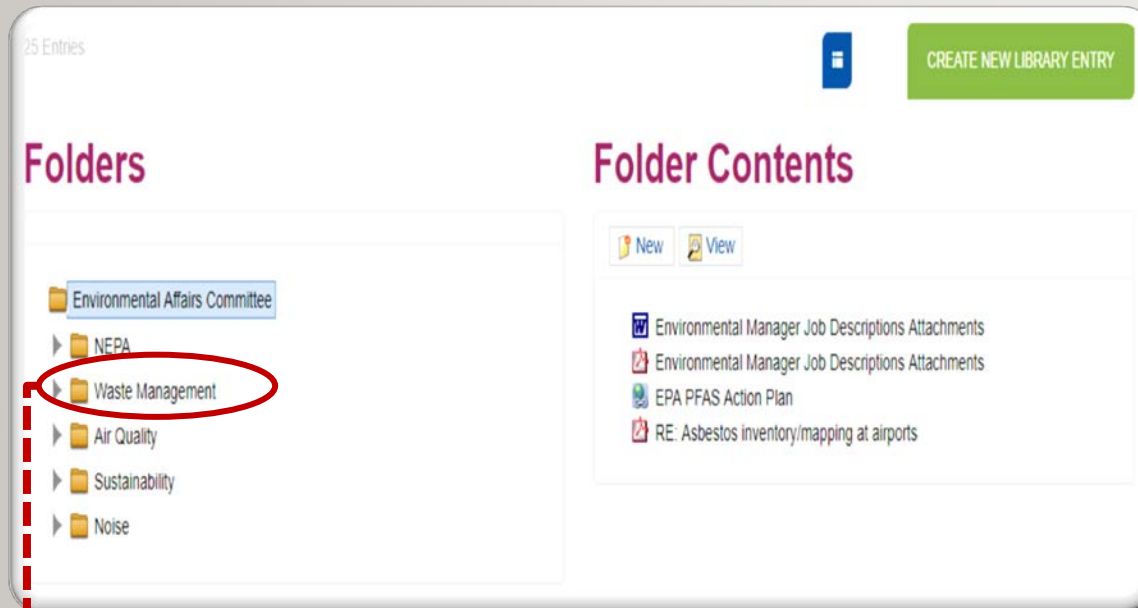 25 Entries
CREATE NEW LIBRARY ENTRY
Folders
Environmental Affairs Committee
NEPA
Waste Management
Air Quality
Sustainability
Noise
Folder Contents
New View
Environmental Manager Job Descriptions Attachments
Environmental Manager Job Descriptions Attachments
EPA PFAS Action Plan
RE: Asbestos inventory/mapping at airports